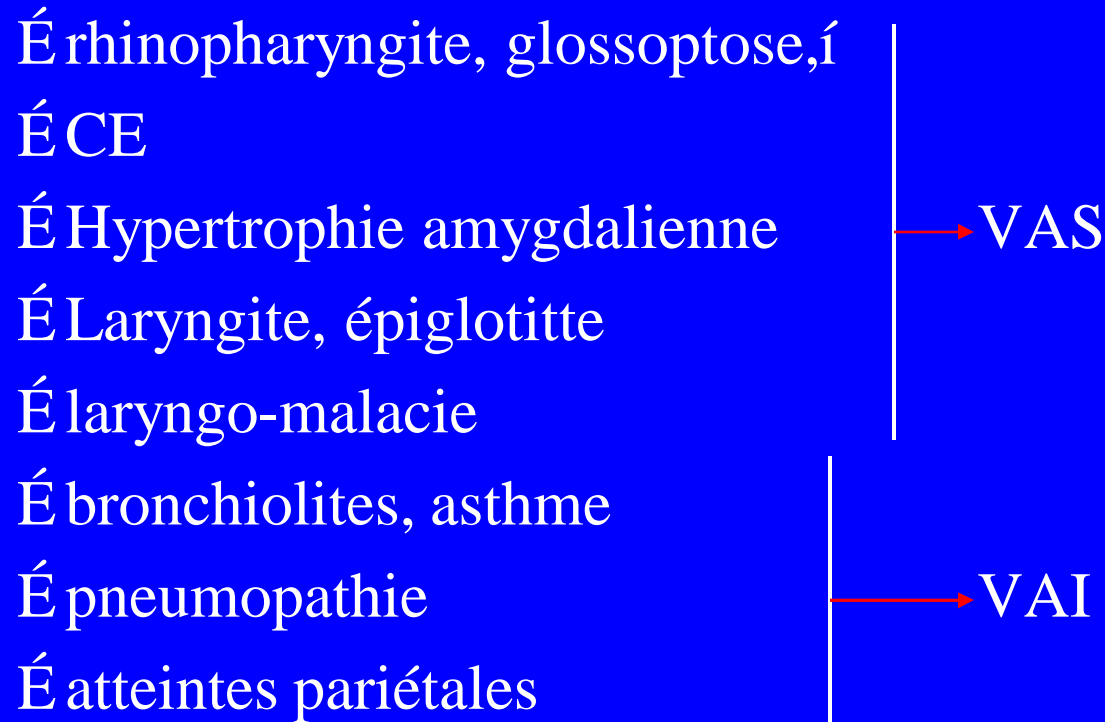 É rhinopharyngite, glossoptose,í
É CE
É Hypertrophie amygdalienne
VAS
É Laryngite, épiglotitte
É laryngo-malacie
É bronchiolites, asthme
É pneumopathie
VAI
É atteintes pariétales